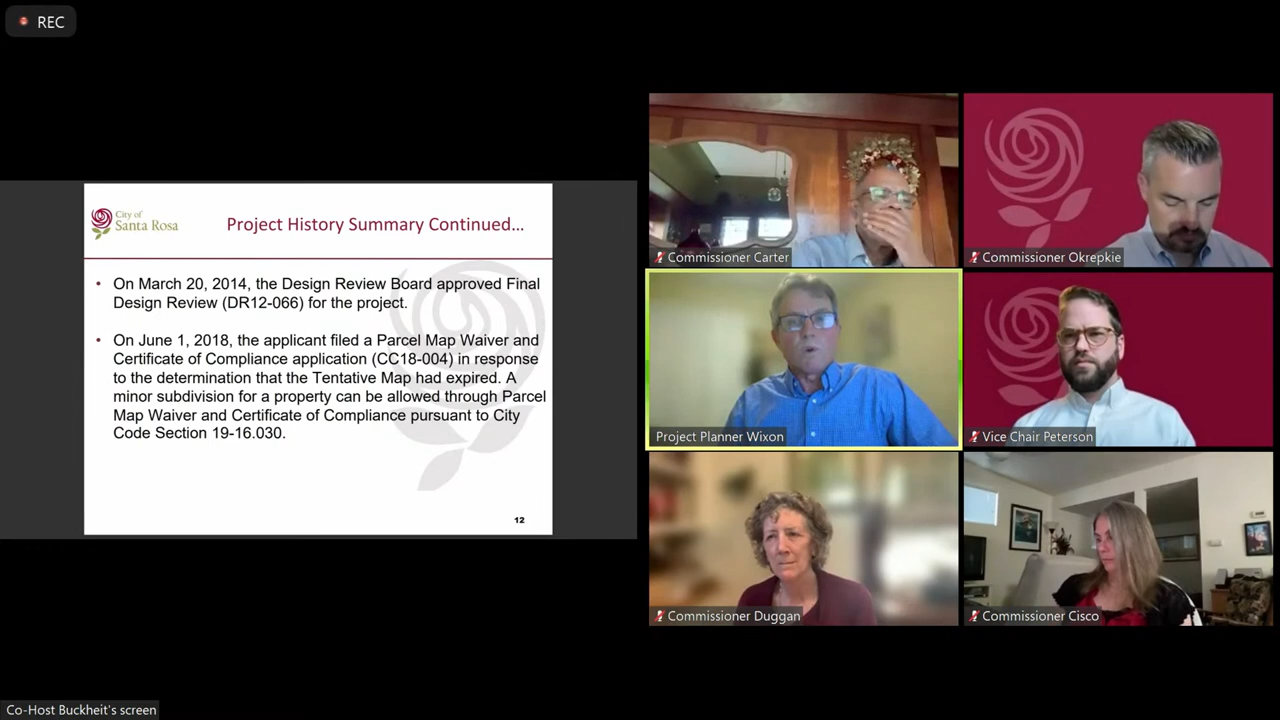 REC
City of
Santa Rosa
Project History Summary Continued...
• On March 20, 2014, the Design Review Board approved Final
Design Review (DR12-066) for the project.
• On June 1, 2018, the applicant filed a Parcel Map Waiver and
Certificate of Compliance application (CC18-004) in response
to the determination that the Tentative Map had expired. A
minor subdivision for a property can be allowed through Parcel
Map Waiver and Certificate of Compliance pursuant to City
Code Section 19-16.030.
12
Commissioner Carter
Commissioner Okrepkie
Project Planner Wixon
Vice Chair Peterson
Commissioner Duggan
Commissioner Cisco
Co-Host Buckheit's screen